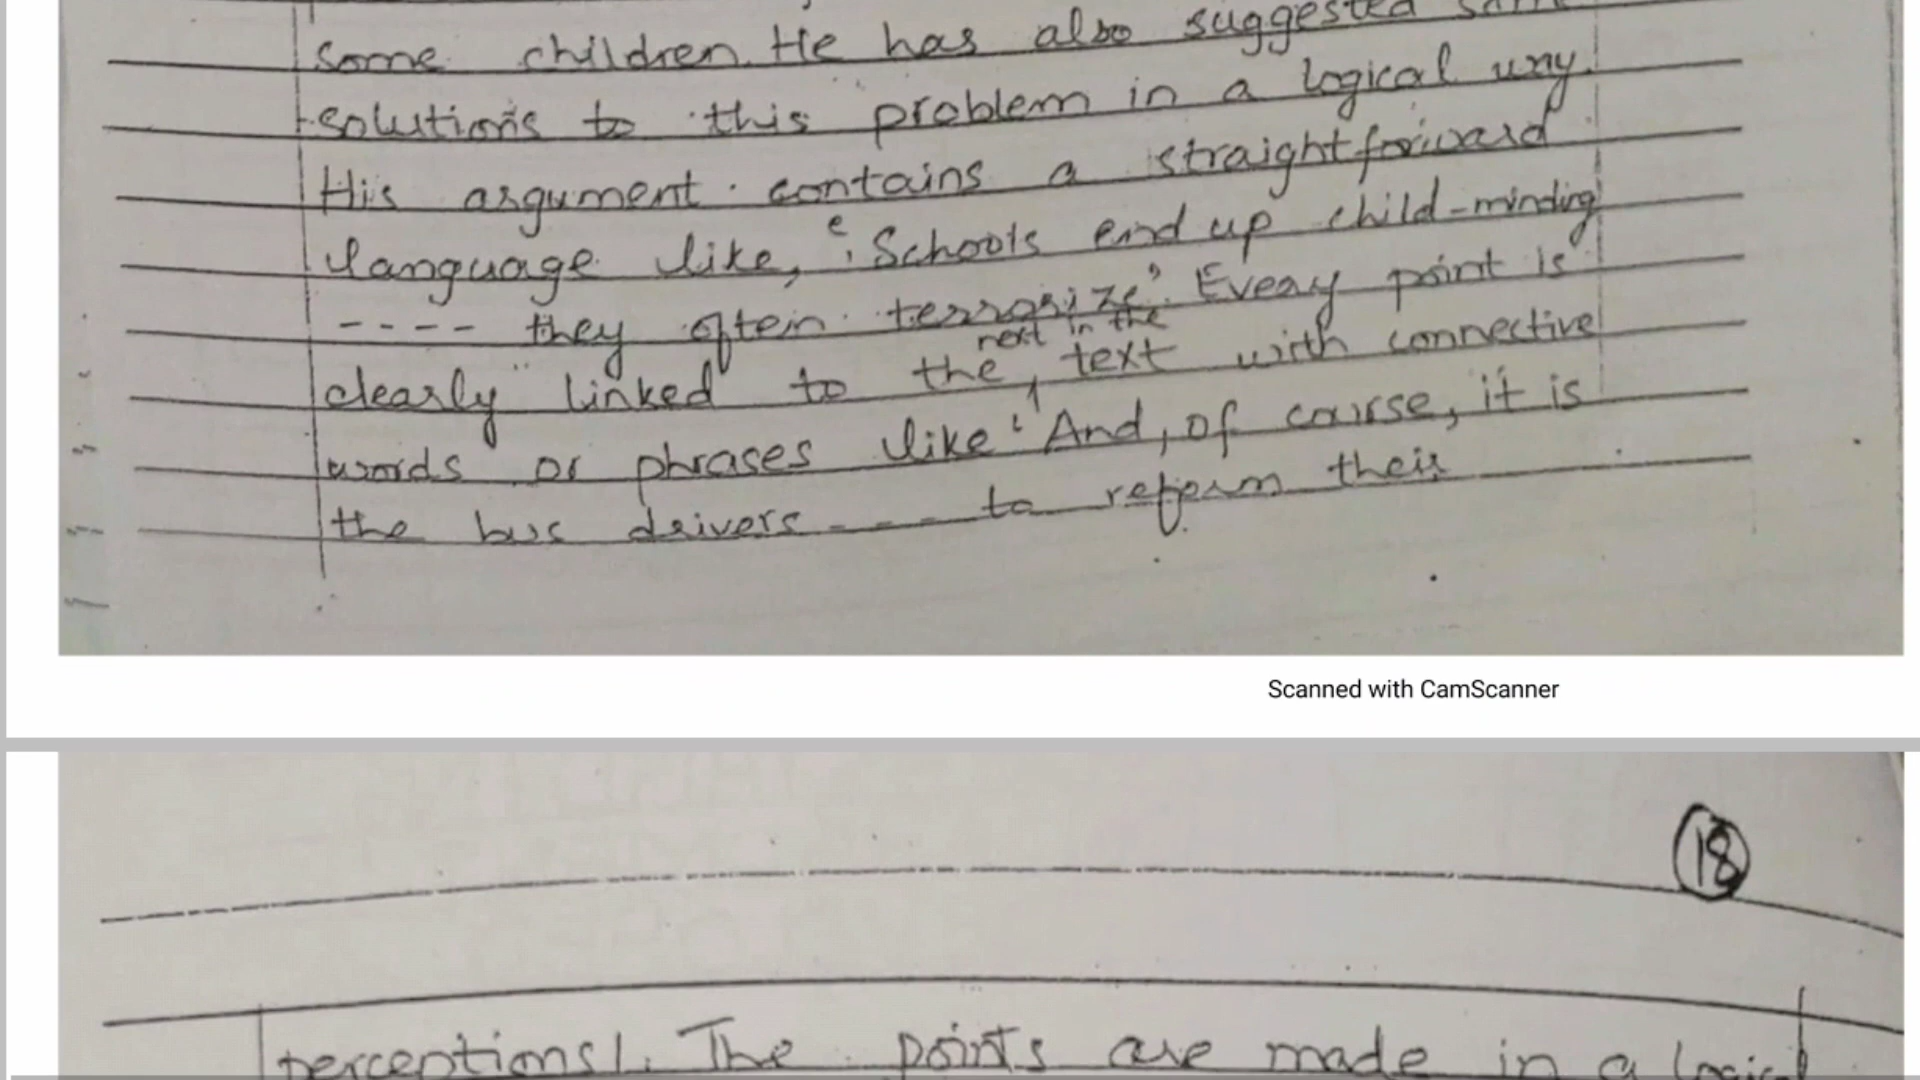 some children. He has also suggested some
solutions to this problem in a logical way.
His argument contains a straightforward
language like, 'Schools end up child-minding
---- they often terrorize'. Every point is
next in the
clearly linked to the text with connective
words or phrases like 'And, of course, it is
the bus drivers --- to reform their
Scanned with CamScanner
18
perceptions'. The points are made in a logical